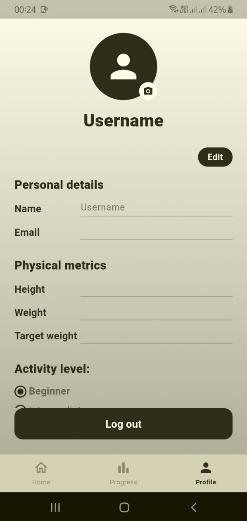 00:24 42%
Username
Edit
Personal details
Name Username
Email
Physical metrics
Height
Weight
Target weight
Activity level:
Beginner
Log out
Home Progress Profile